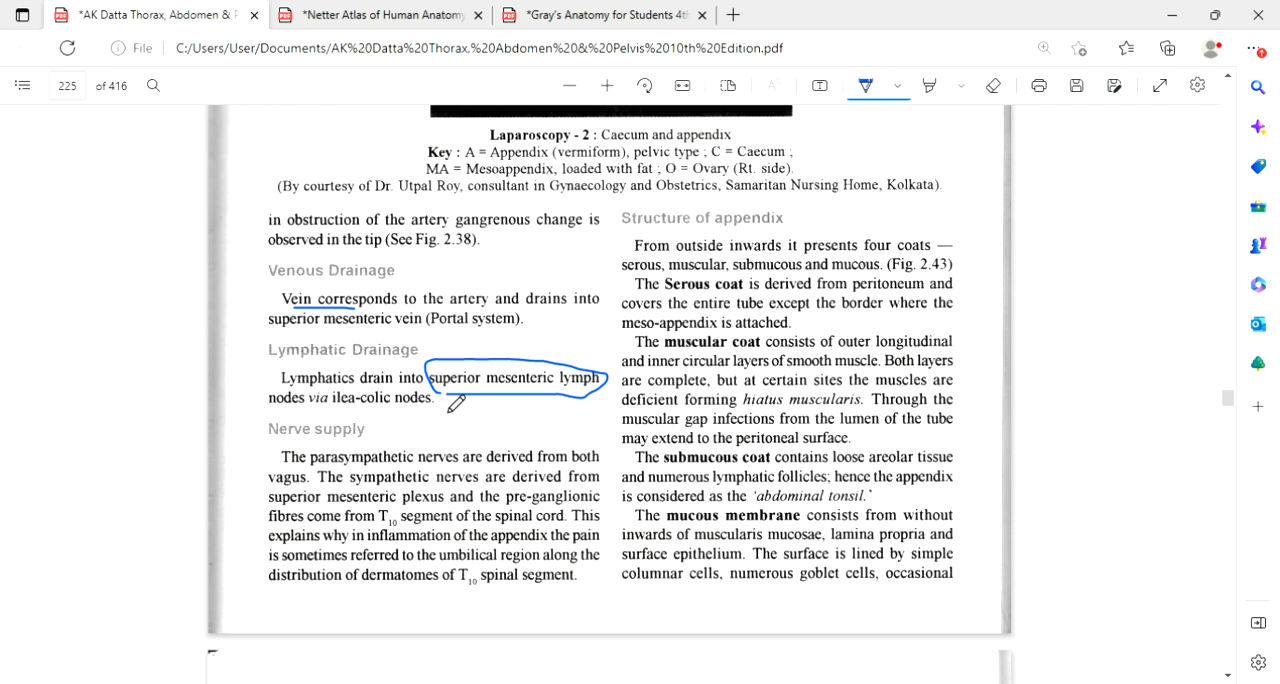 *AK Datta Thorax, Abdomen & P
*Netter Atlas of Human Anatomy
*Gray's Anatomy for Students 4th
File
C:/Users/User/Documents/AK%20Datta%20Thorax,%20Abdomen%20&%20Pelvis%2010th%20Edition.pdf
225
of 416
Laparoscopy - 2 : Caecum and appendix
Key : A = Appendix (vermiform), pelvic type ; C = Caecum ;
MA = Mesoappendix, loaded with fat ; O = Ovary (Rt. side).
(By courtesy of Dr. Utpal Roy, consultant in Gynaecology and Obstetrics, Samaritan Nursing Home, Kolkata).
in obstruction of the artery gangrenous change is
observed in the tip (See Fig. 2.38).
Venous Drainage
Vein corresponds to the artery and drains into
superior mesenteric vein (Portal system).
Lymphatic Drainage
Lymphatics drain into superior mesenteric lymph
nodes via ilea-colic nodes.
Nerve supply
The parasympathetic nerves are derived from both
vagus. The sympathetic nerves are derived from
superior mesenteric plexus and the pre-ganglionic
fibres come from T10 segment of the spinal cord. This
explains why in inflammation of the appendix the pain
is sometimes referred to the umbilical region along the
distribution of dermatomes of T10 spinal segment.
Structure of appendix
From outside inwards it presents four coats —
serous, muscular, submucous and mucous. (Fig. 2.43)
The Serous coat is derived from peritoneum and
covers the entire tube except the border where the
meso-appendix is attached.
The muscular coat consists of outer longitudinal
and inner circular layers of smooth muscle. Both layers
are complete, but at certain sites the muscles are
deficient forming hiatus muscularis. Through the
muscular gap infections from the lumen of the tube
may extend to the peritoneal surface.
The submucous coat contains loose areolar tissue
and numerous lymphatic follicles; hence the appendix
is considered as the 'abdominal tonsil.'
The mucous membrane consists from without
inwards of muscularis mucosae, lamina propria and
surface epithelium. The surface is lined by simple
columnar cells, numerous goblet cells, occasional